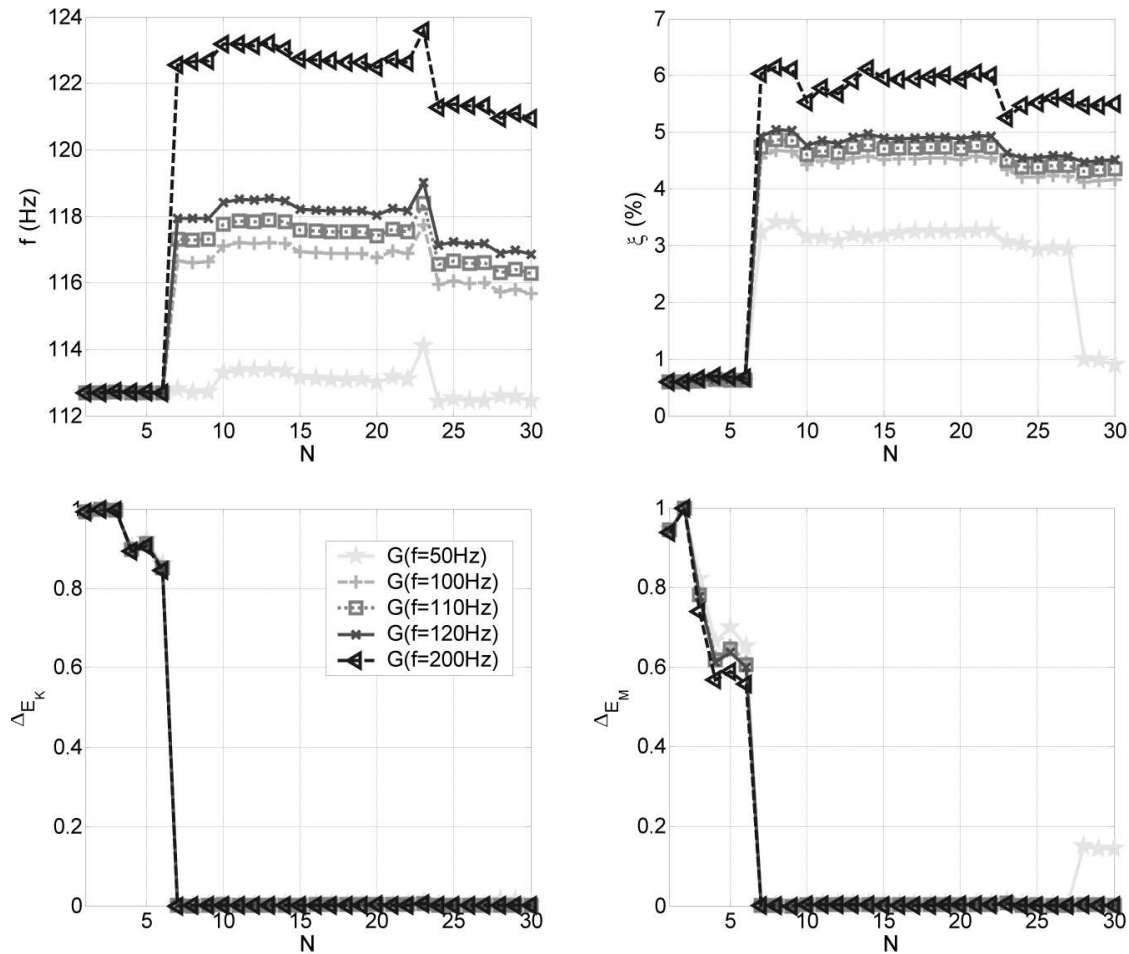 124
122
120
118
116
114
112
f (Hz)
5 10 15 20 25 30
N
7
6
5
4
3
2
1
0
ξ (%)
5 10 15 20 25 30
N
1
0.8
0.6
0.4
0.2
0
Δ_{E_K}
5 10 15 20 25 30
N
G(f=50Hz)
G(f=100Hz)
G(f=110Hz)
G(f=120Hz)
G(f=200Hz)
1
0.8
0.6
0.4
0.2
0
Δ_{E_M}
5 10 15 20 25 30
N